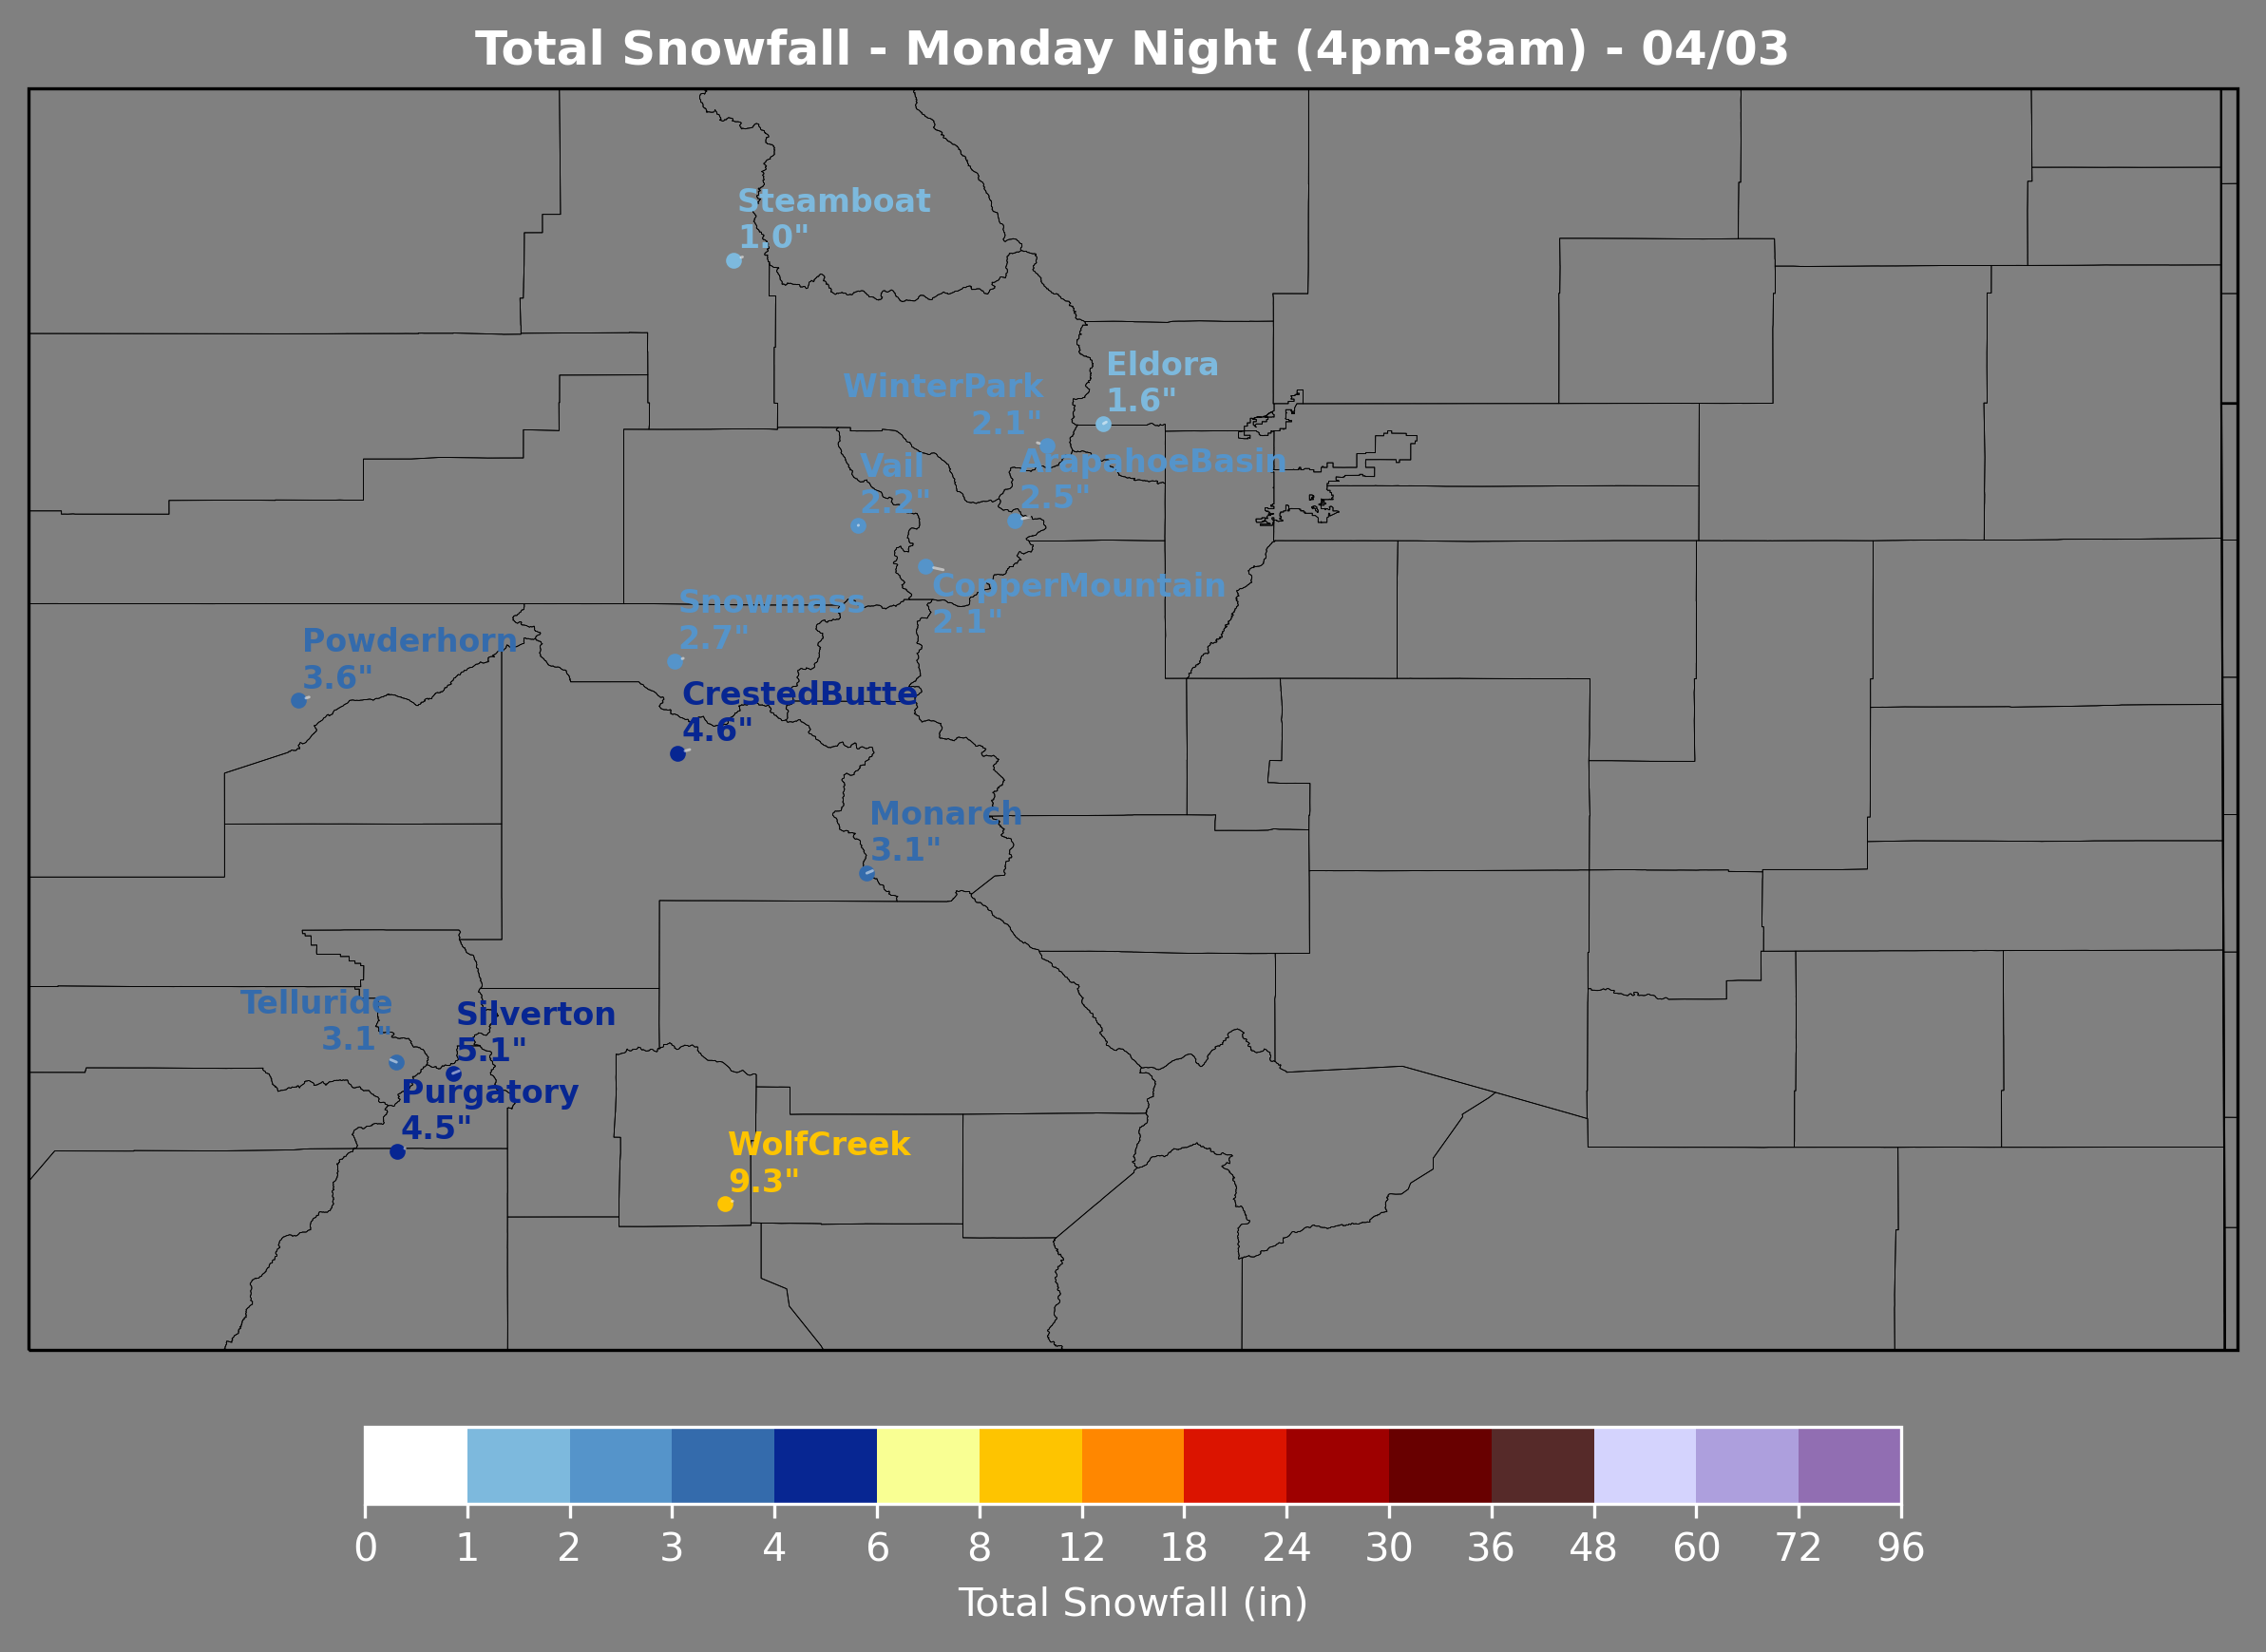 Total Snowfall - Monday Night (4pm-8am) - 04/03
Steamboat
1.0"
Eldora
1.6"
WinterPark
2.1"
Vail
2.2"
ArapahoeBasin
2.5"
CopperMountain
2.1"
Snowmass
2.7"
Powderhorn
3.6"
CrestedButte
4.6"
Monarch
3.1"
Telluride
3.1"
Silverton
5.1"
Purgatory
4.5"
WolfCreek
9.3"
0 1 2 3 4 6 8 12 18 24 30 36 48 60 72 96
Total Snowfall (in)